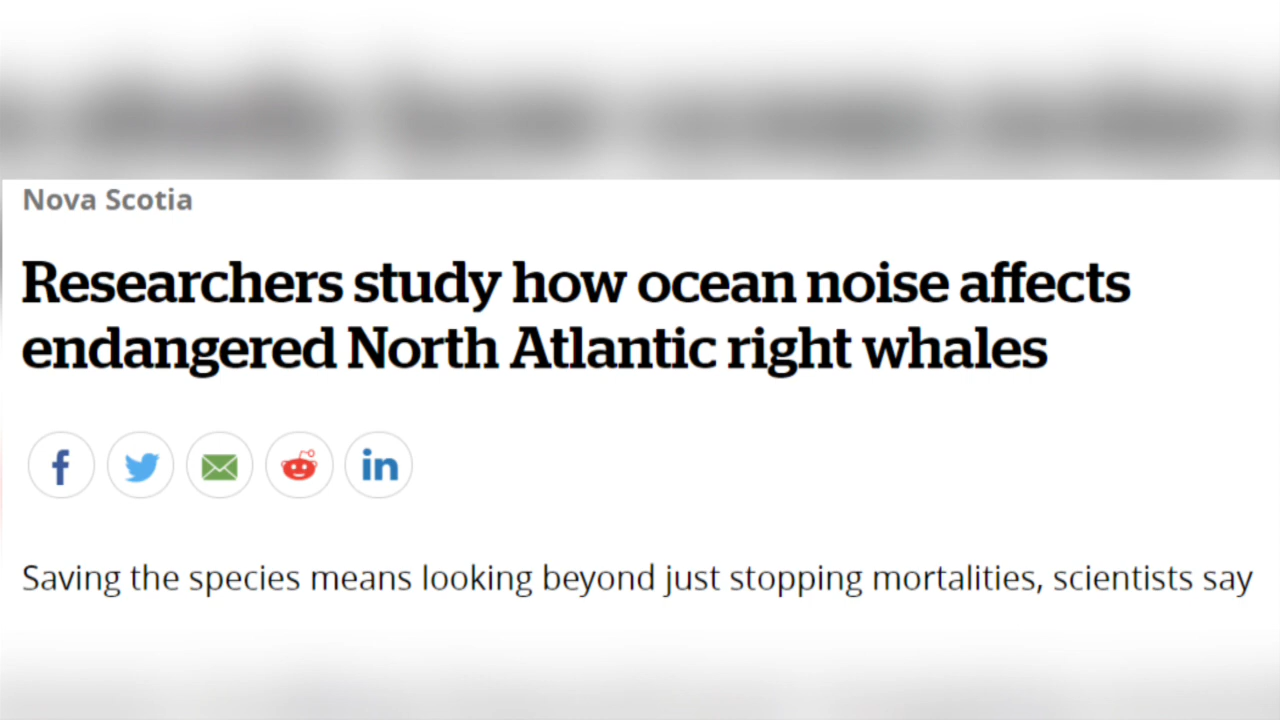 Nova Scotia
Researchers study how ocean noise affects
endangered North Atlantic right whales
Saving the species means looking beyond just stopping mortalities, scientists say